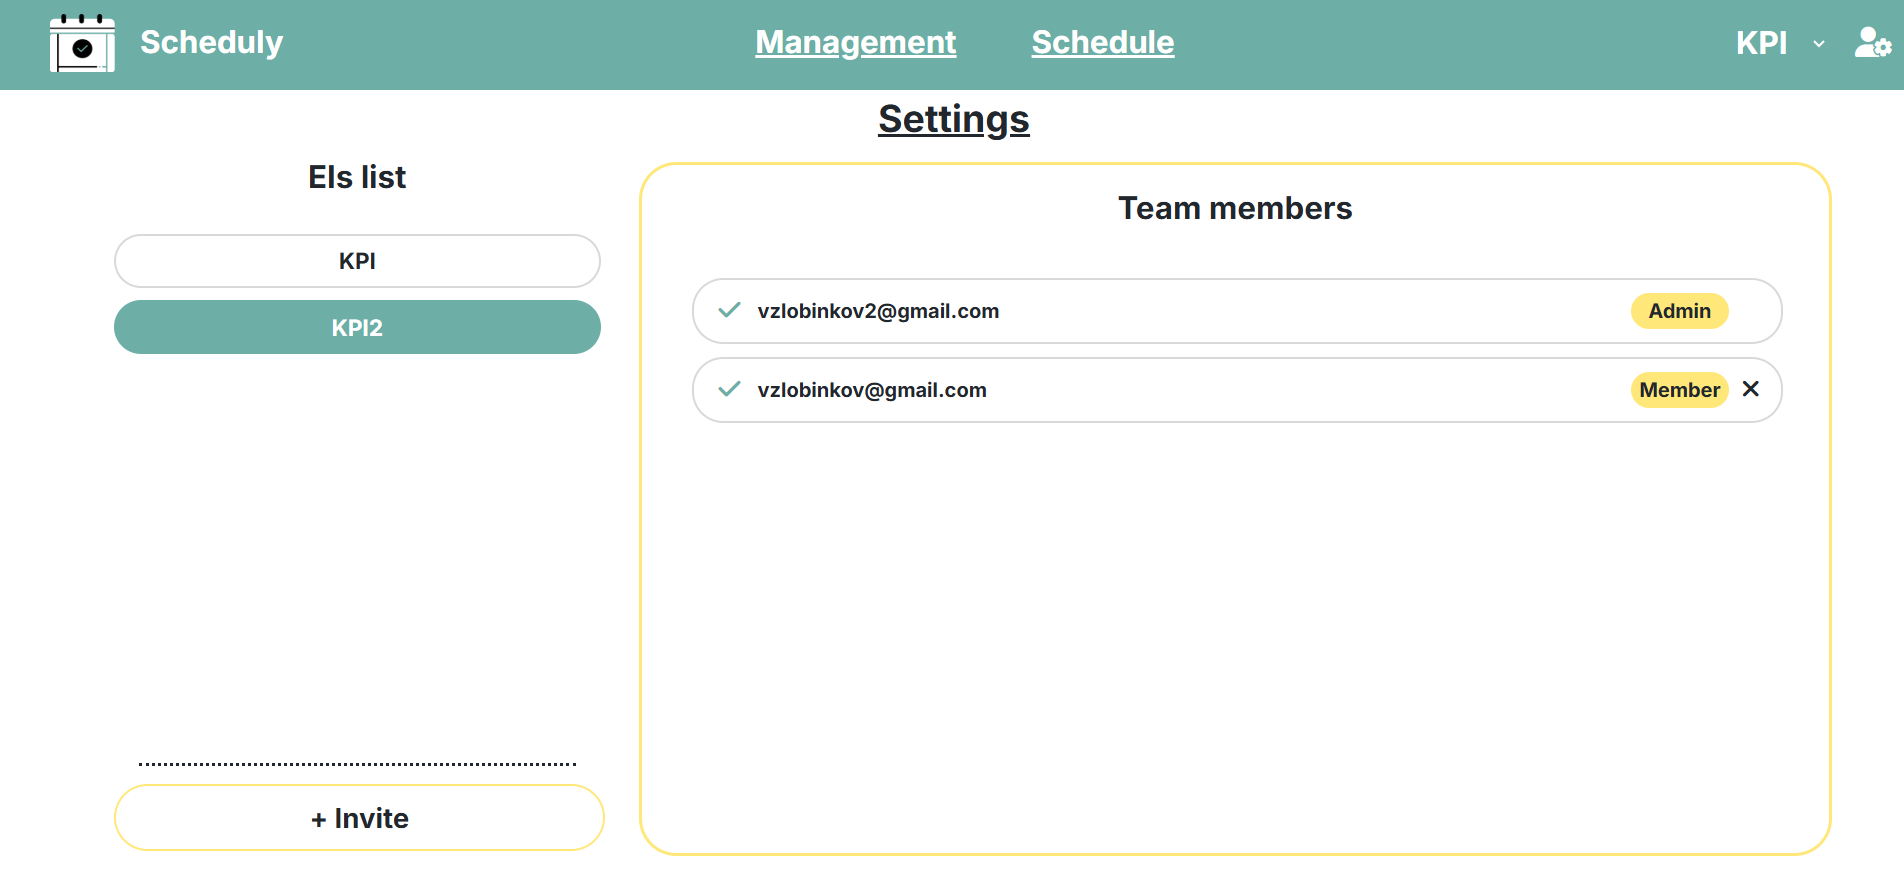 Scheduly
Management
Schedule
KPI
Settings
Els list
KPI
KPI2
+ Invite
Team members
vzlobinkov2@gmail.com
Admin
vzlobinkov@gmail.com
Member